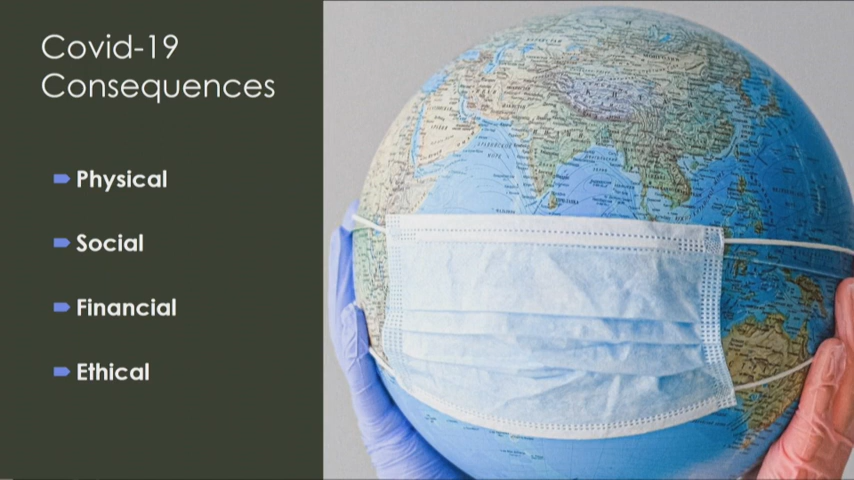 Covid-19
Consequences
Physical
Social
Financial
Ethical